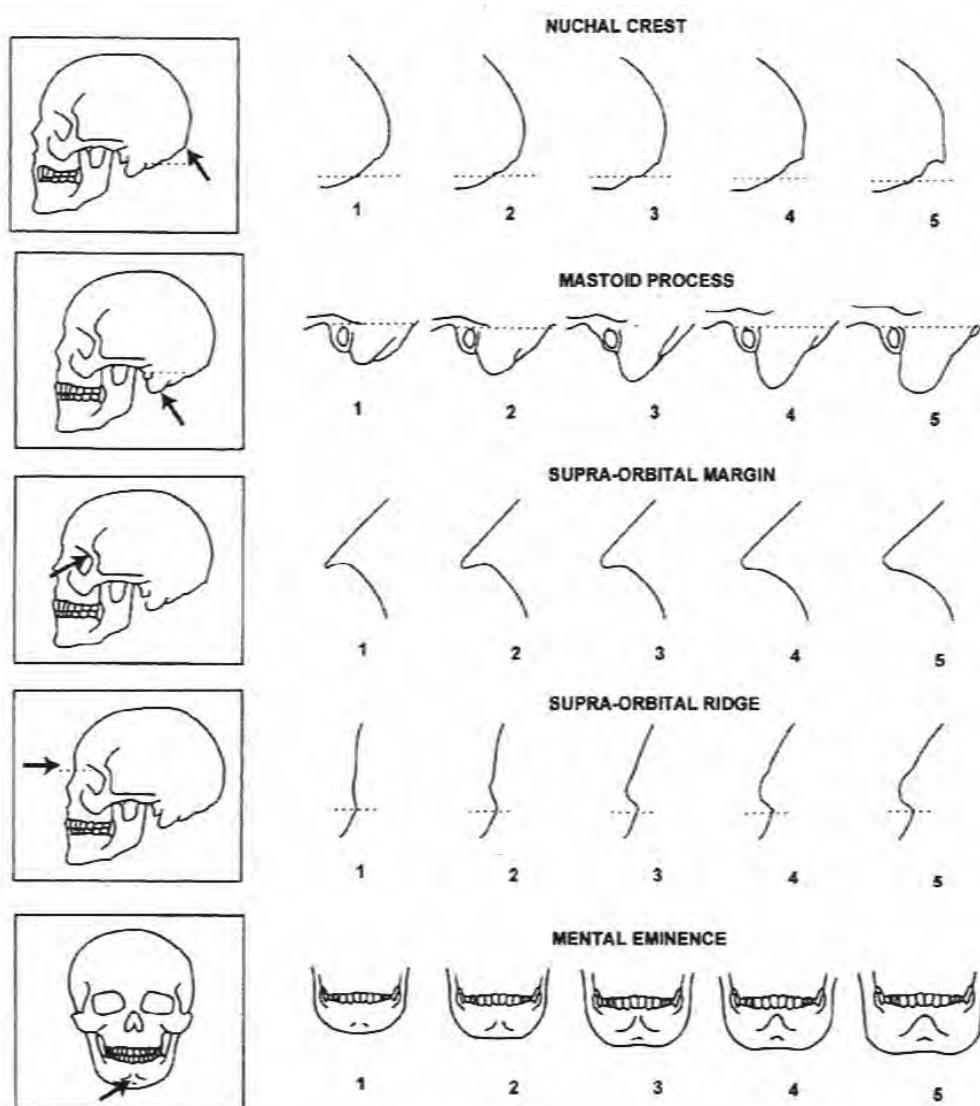 NUCHAL CREST
1 2 3 4 5
MASTOID PROCESS
1 2 3 4 5
SUPRA-ORBITAL MARGIN
1 2 3 4 5
SUPRA-ORBITAL RIDGE
1 2 3 4 5
MENTAL EMINENCE
1 2 3 4 5